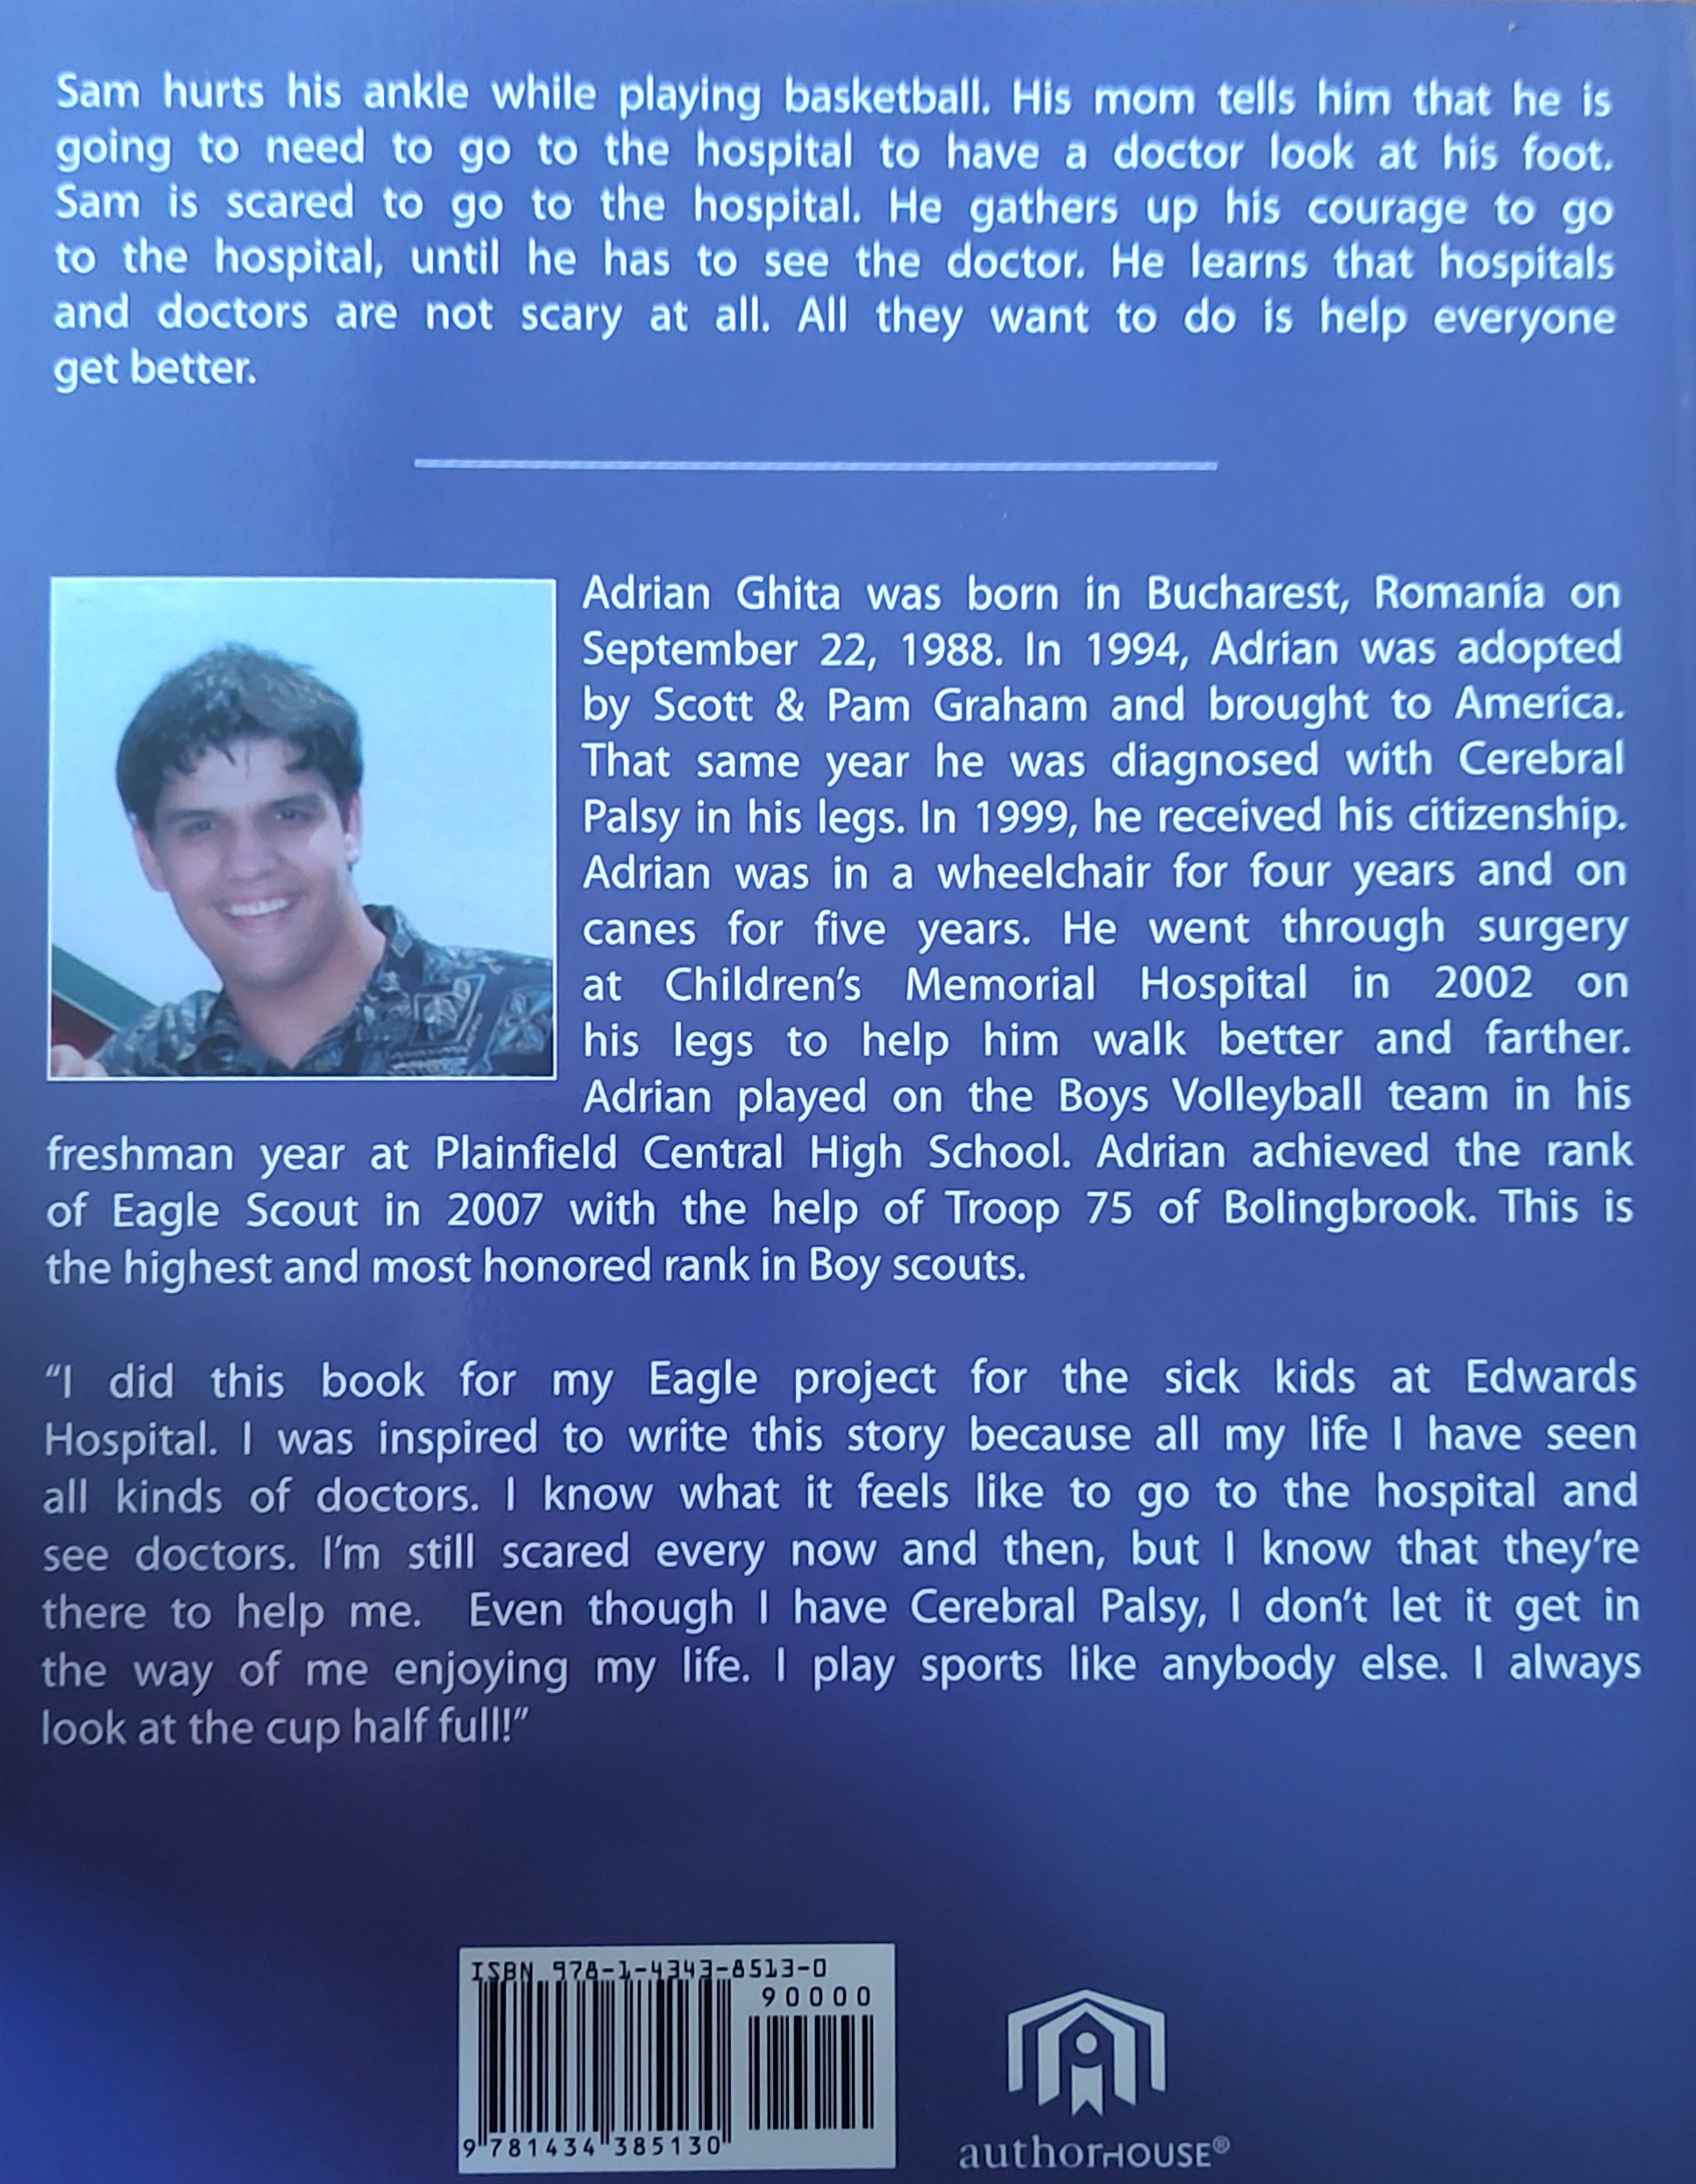 Sam hurts his ankle while playing basketball. His mom tells him that he is
going to need to go to the hospital to have a doctor look at his foot.
Sam is scared to go to the hospital. He gathers up his courage to go
to the hospital, until he has to see the doctor. He learns that hospitals
and doctors are not scary at all. All they want to do is help everyone
get better.
Adrian Ghita was born in Bucharest, Romania on
September 22, 1988. In 1994, Adrian was adopted
by Scott & Pam Graham and brought to America.
That same year he was diagnosed with Cerebral
Palsy in his legs. In 1999, he received his citizenship.
Adrian was in a wheelchair for four years and on
canes for five years. He went through surgery
at Children’s Memorial Hospital in 2002 on
his legs to help him walk better and farther.
Adrian played on the Boys Volleyball team in his
freshman year at Plainfield Central High School. Adrian achieved the rank
of Eagle Scout in 2007 with the help of Troop 75 of Bolingbrook. This is
the highest and most honored rank in Boy scouts.
“I did this book for my Eagle project for the sick kids at Edwards
Hospital. I was inspired to write this story because all my life I have seen
all kinds of doctors. I know what it feels like to go to the hospital and
see doctors. I’m still scared every now and then, but I know that they’re
there to help me. Even though I have Cerebral Palsy, I don’t let it get in
the way of me enjoying my life. I play sports like anybody else. I always
look at the cup half full!”
ISBN 978-1-4343-8513-0
90000
9 781434 385130
authorHOUSE®